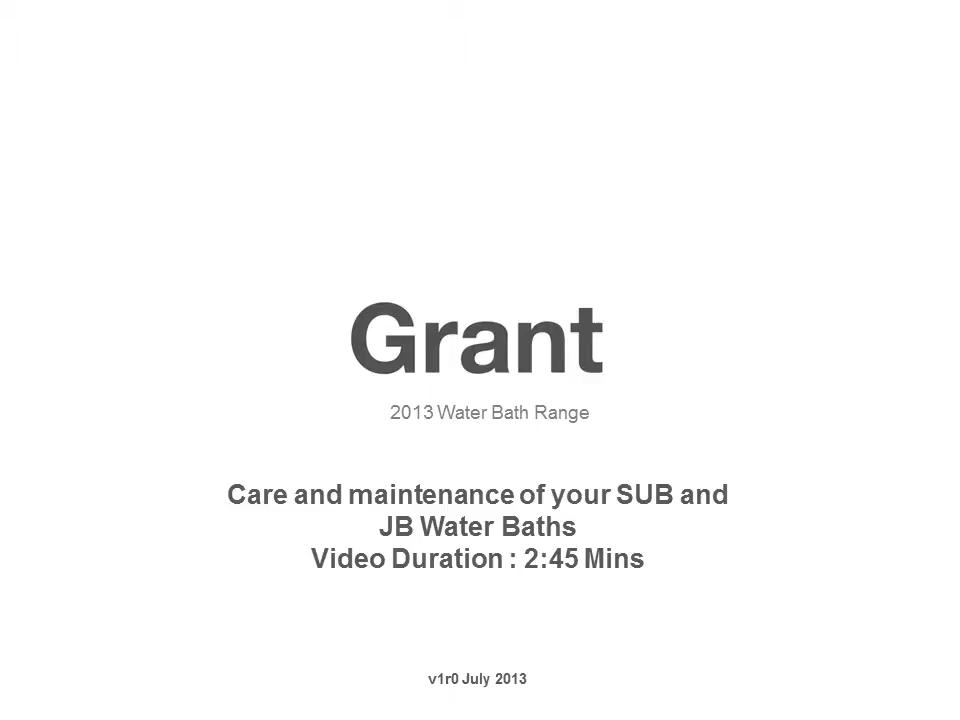 Grant
2013 Water Bath Range
Care and maintenance of your SUB and
JB Water Baths
Video Duration : 2:45 Mins
v1r0 July 2013